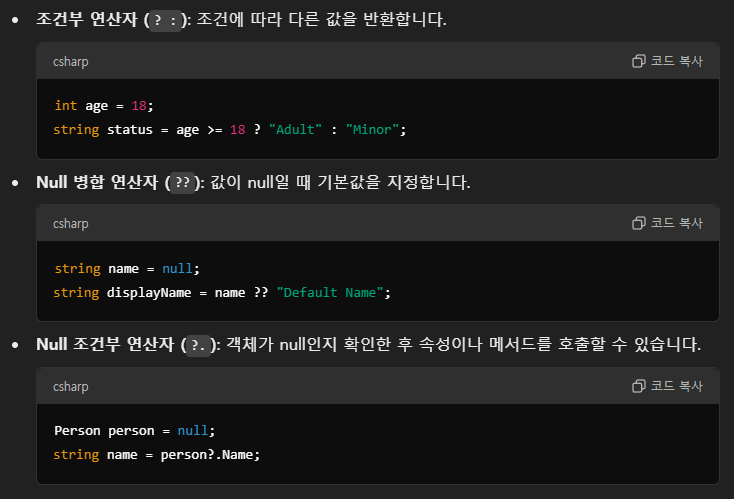 조건부 연산자 (? :): 조건에 따라 다른 값을 반환합니다.
csharp 코드 복사
int age = 18;
string status = age >= 18 ? "Adult" : "Minor";
Null 병합 연산자 (??): 값이 null일 때 기본값을 지정합니다.
csharp 코드 복사
string name = null;
string displayName = name ?? "Default Name";
Null 조건부 연산자 (?.): 객체가 null인지 확인한 후 속성이나 메서드를 호출할 수 있습니다.
csharp 코드 복사
Person person = null;
string name = person?.Name;